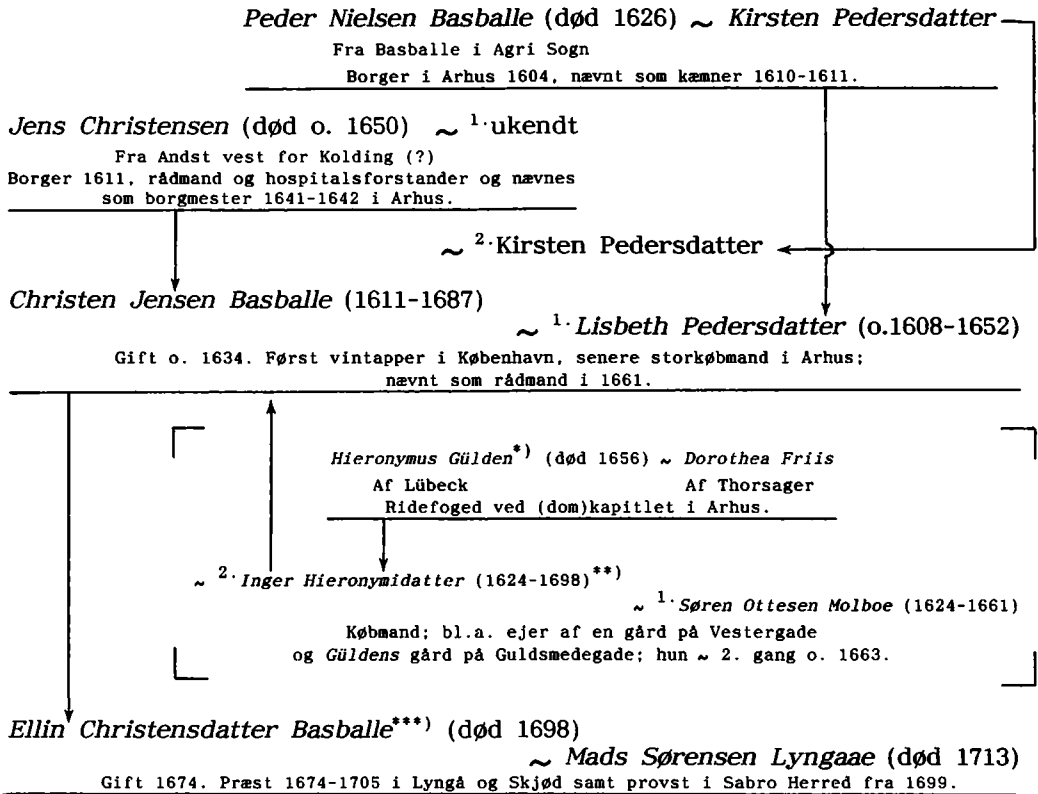 Peder Nielsen Basballe (død 1626) ~ Kirsten Pedersdatter
Fra Basballe i Agri Sogn
Borger i Arhus 1604, nævnt som kæmner 1610-1611.
Jens Christensen (død o. 1650) ~ 1. ukendt
Fra Andst vest for Kolding (?)
Borger 1611, rådmand og hospitalsforstander og nævnes
som borgmester 1641-1642 i Arhus.
~ 2. Kirsten Pedersdatter
Christen Jensen Basballe (1611-1687)
~ 1. Lisbeth Pedersdatter (o.1608-1652)
Gift o. 1634. Først vintapper i København, senere storkøbmand i Arhus;
nævnt som rådmand i 1661.
Hieronymus Gülden*) (død 1656) ~ Dorothea Friis
Af Lübeck Af Thorsager
Ridefoged ved (dom)kapitlet i Arhus.
~ 2. Inger Hieronymidatter (1624-1698)**)
~ 1. Søren Ottesen Molboe (1624-1661)
Købmand; bl.a. ejer af en gård på Vestergade
og Güldens gård på Guldsmedegade; hun ~ 2. gang o. 1663.
Ellin Christensdatter Basballe***) (død 1698)
~ Mads Sørensen Lyngaae (død 1713)
Gift 1674. Præst 1674-1705 i Lyngå og Skjød samt provst i Sabro Herred fra 1699.